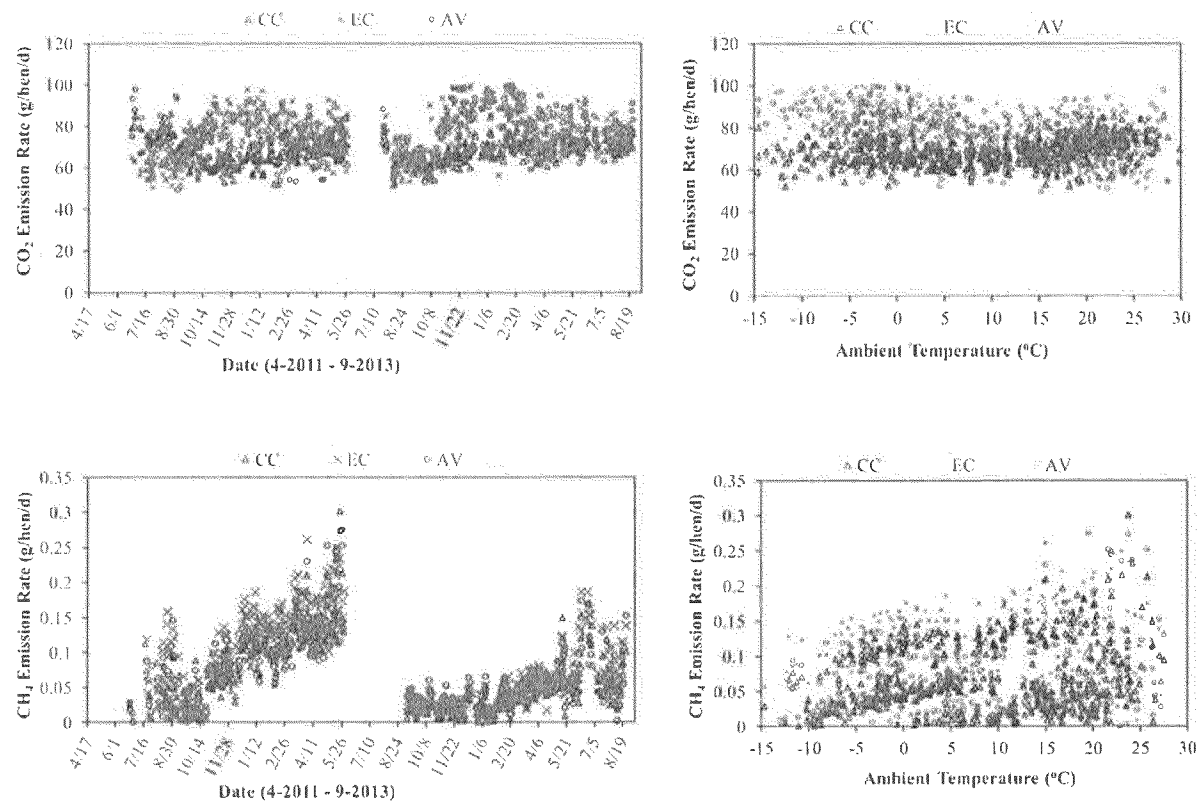 CC EC AV
120
100
80
60
40
20
0
CO₂ Emission Rate (g/hen/d)
4/17 6/1 7/16 8/30 10/14 11/28 1/12 2/26 4/11 5/26 7/10 8/24 10/8 11/22 1/6 2/20 4/6 5/21 7/5 8/19
Date (4-2011 - 9-2013)
CC EC AV
120
100
80
60
40
20
0
CO₂ Emission Rate (g/hen/d)
-15 -10 -5 0 5 10 15 20 25 30
Ambient Temperature (°C)
CC EC AV
0.35
0.3
0.25
0.2
0.15
0.1
0.05
0
CH₄ Emission Rate (g/hen/d)
4/17 6/1 7/16 8/30 10/14 11/28 1/12 2/26 4/11 5/26 7/10 8/24 10/8 11/22 1/6 2/20 4/6 5/21 7/5 8/19
Date (4-2011 - 9-2013)
CC EC AV
0.35
0.3
0.25
0.2
0.15
0.1
0.05
0
CH₄ Emission Rate (g/hen/d)
-15 -10 -5 0 5 10 15 20 25 30
Ambient Temperature (°C)